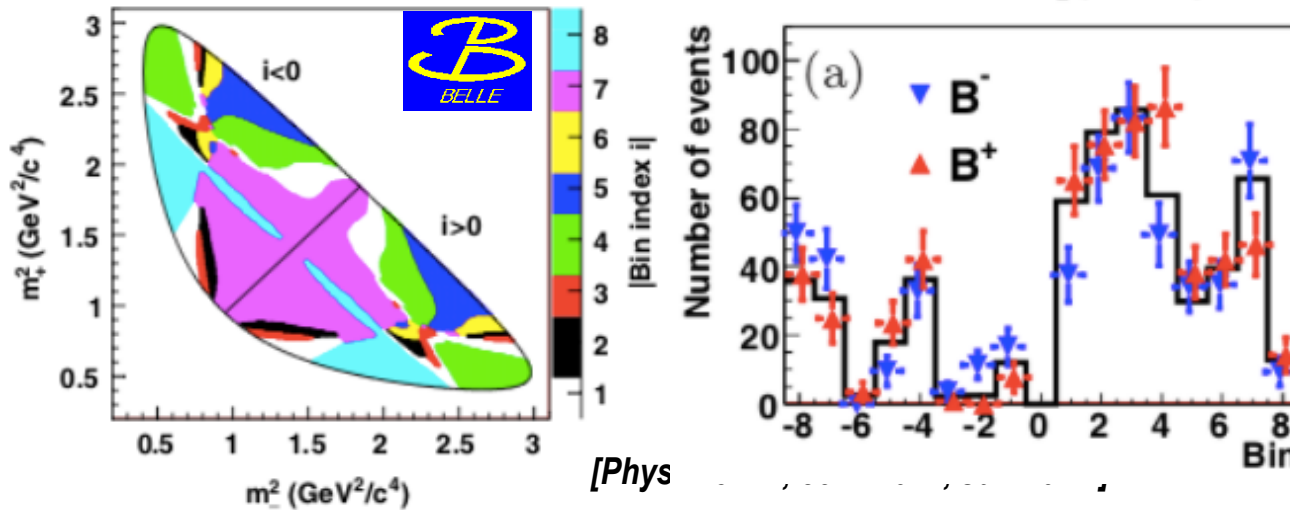 3
2.5
2
1.5
1
0.5
m²₊ (GeV²/c⁴)
i<0
i>0
B
BELLE
0.5 1 1.5 2 2.5 3
m²₋ (GeV²/c⁴)
8
7
6
5
4
3
2
1
|Bin index i|
(a)
B⁻
B⁺
Number of events
100
80
60
40
20
0
-8 -6 -4 -2 0 2 4 6 8
Bin
[Phys
]